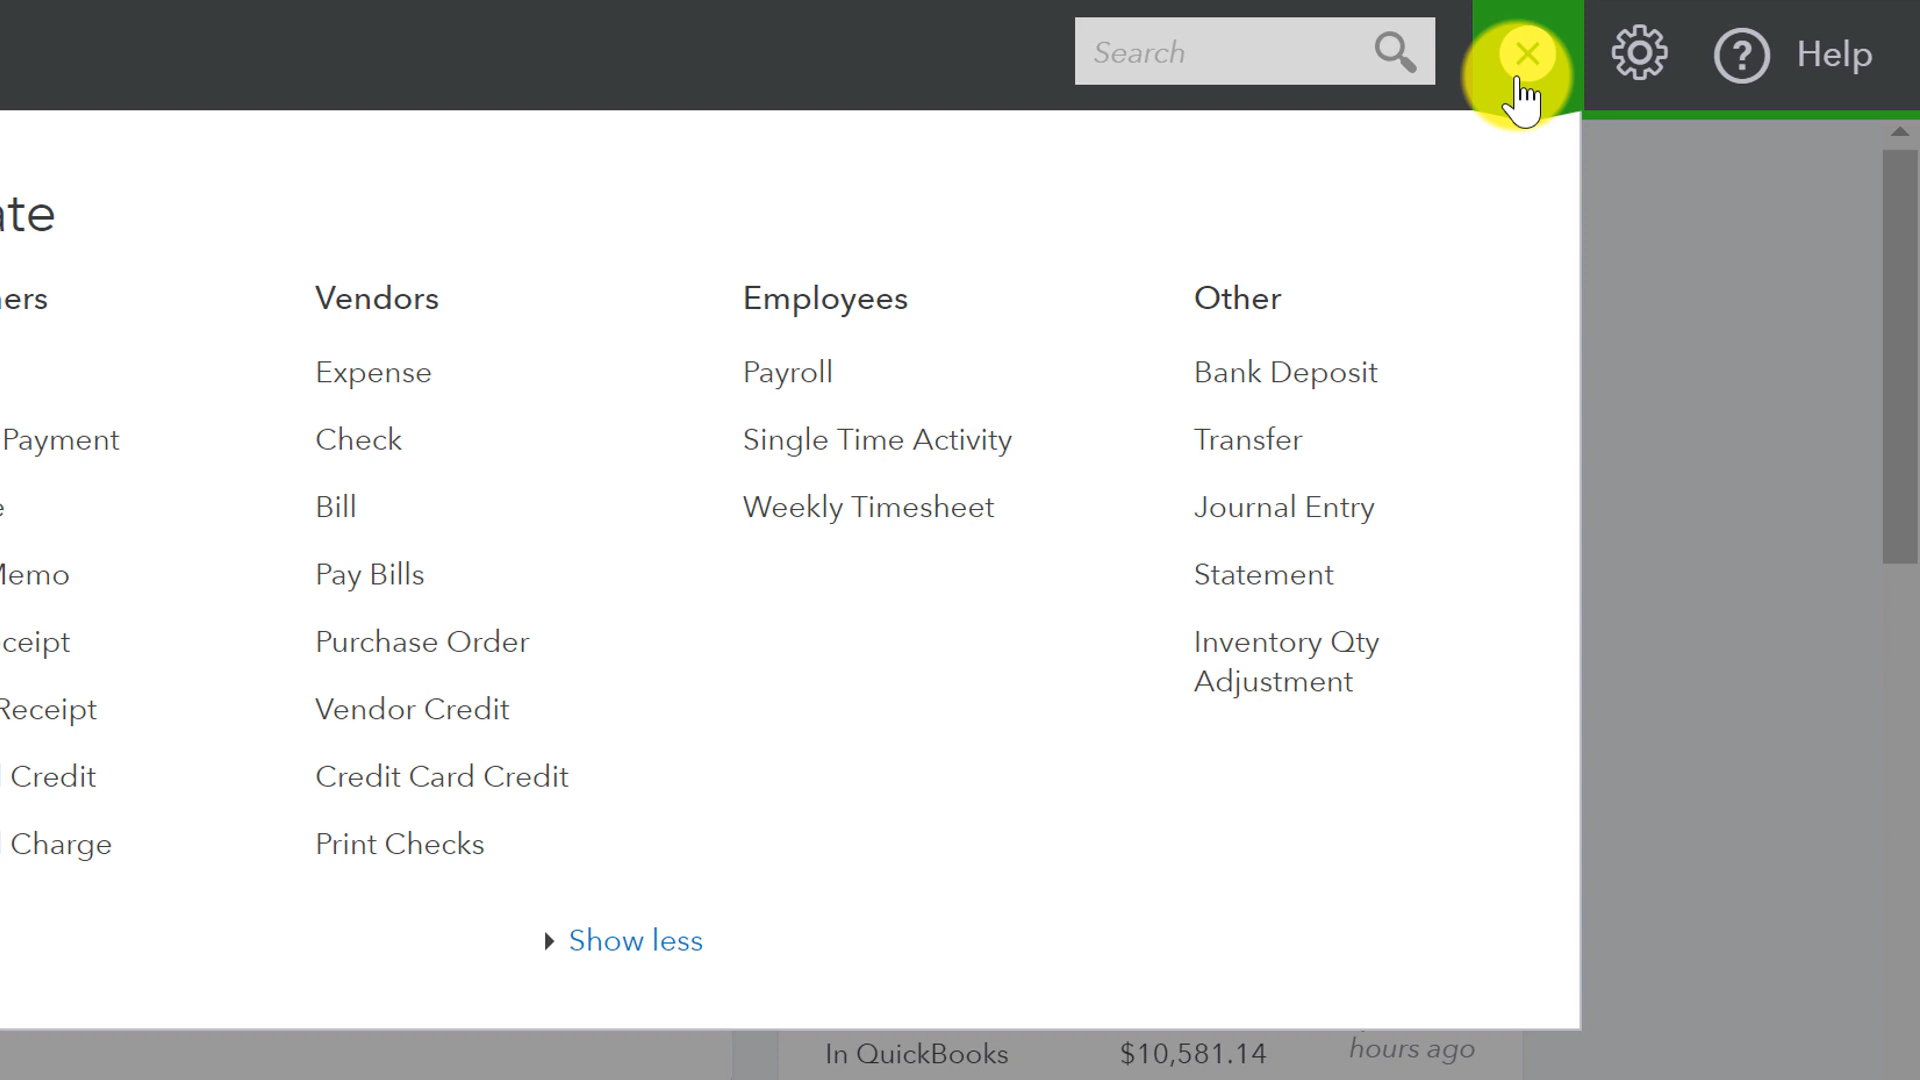 Search
? Help
ate
ers
Vendors
Employees
Other
Expense
Payroll
Bank Deposit
Payment
Check
Single Time Activity
Transfer
e
Bill
Weekly Timesheet
Journal Entry
Memo
Pay Bills
Statement
ceipt
Purchase Order
Inventory Qty
Adjustment
Receipt
Vendor Credit
Credit
Credit Card Credit
Charge
Print Checks
Show less
In QuickBooks
$10,581.14
hours ago